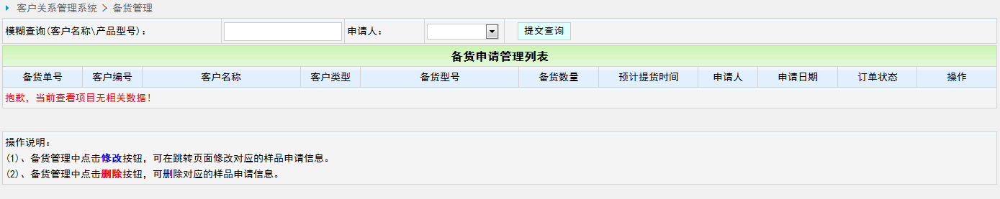 客户关系管理系统 > 备货管理
模糊查询(客户名称\产品型号): 申请人: 提交查询
备货申请管理列表
备货单号 客户编号 客户名称 客户类型 备货型号 备货数量 预计提货时间 申请人 申请日期 订单状态 操作
抱歉，当前查看项目无相关数据!
操作说明:
(1)、备货管理中点击修改按钮，可在跳转页面修改对应的样品申请信息。
(2)、备货管理中点击删除按钮，可删除对应的样品申请信息。